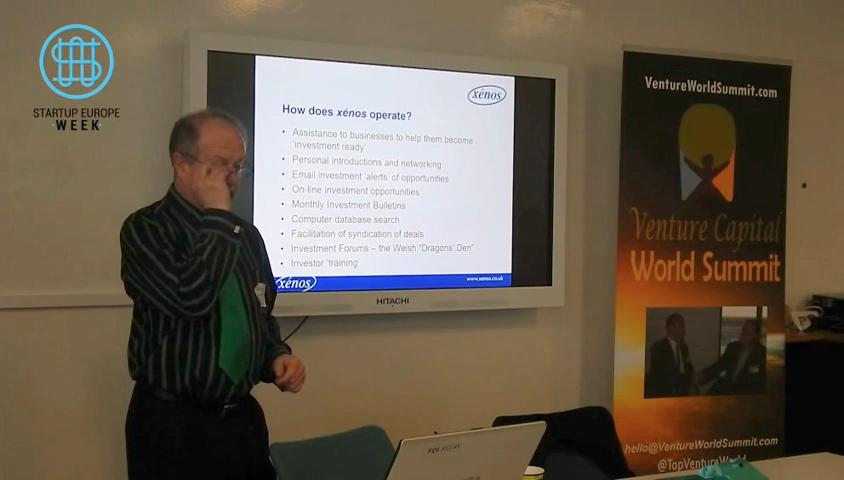 STARTUP EUROPE
WEEK
xénos
How does xénos operate?
• Assistance to businesses to help them become
'investment ready'
• Personal introductions and networking
• Email investment 'alerts' of opportunities
• On-line investment opportunities
• Monthly Investment Bulletins
• Computer database search
• Facilitation of syndication of deals
• Investment Forums – the Welsh "Dragons' Den"
• Investor 'training'
xénos
www.xenos.co.uk
HITACHI
VentureWorldSummit.com
Venture Capital
World Summit
hello@VentureWorldSummit.com
@TopVentureWorld